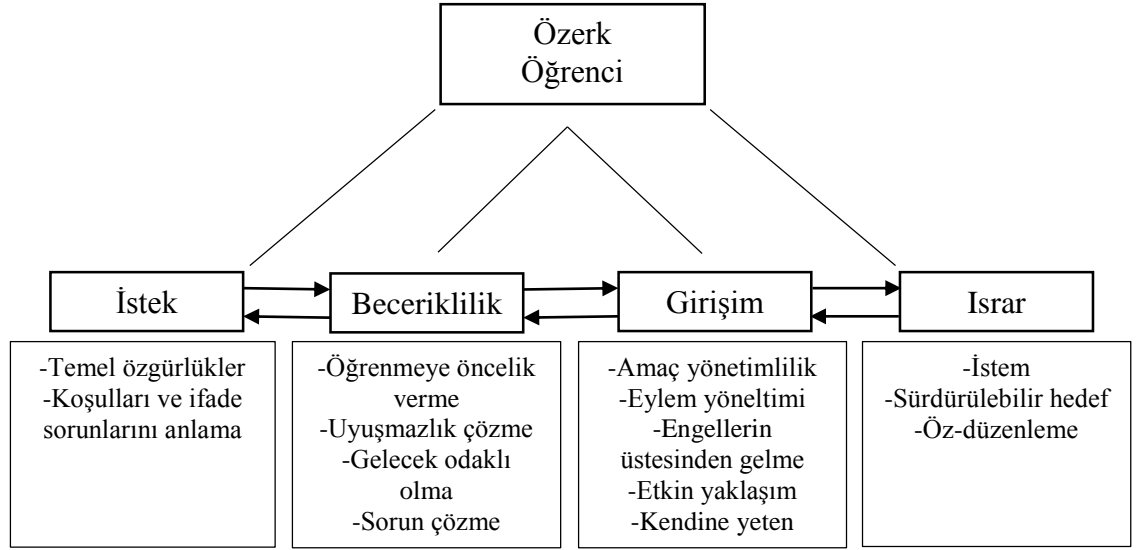 Özerk
Öğrenci
İstek
Beceriklilik
Girişim
Israr
-Temel özgürlükler
-Koşulları ve ifade
sorunlarını anlama
-Öğrenmeye öncelik
verme
-Uyuşmazlık çözme
-Gelecek odaklı
olma
-Sorun çözme
-Amaç yönetimlilik
-Eylem yöneltimi
-Engellerin
üstesinden gelme
-Etkin yaklaşım
-Kendine yeten
-İstem
-Sürdürülebilir hedef
-Öz-düzenleme